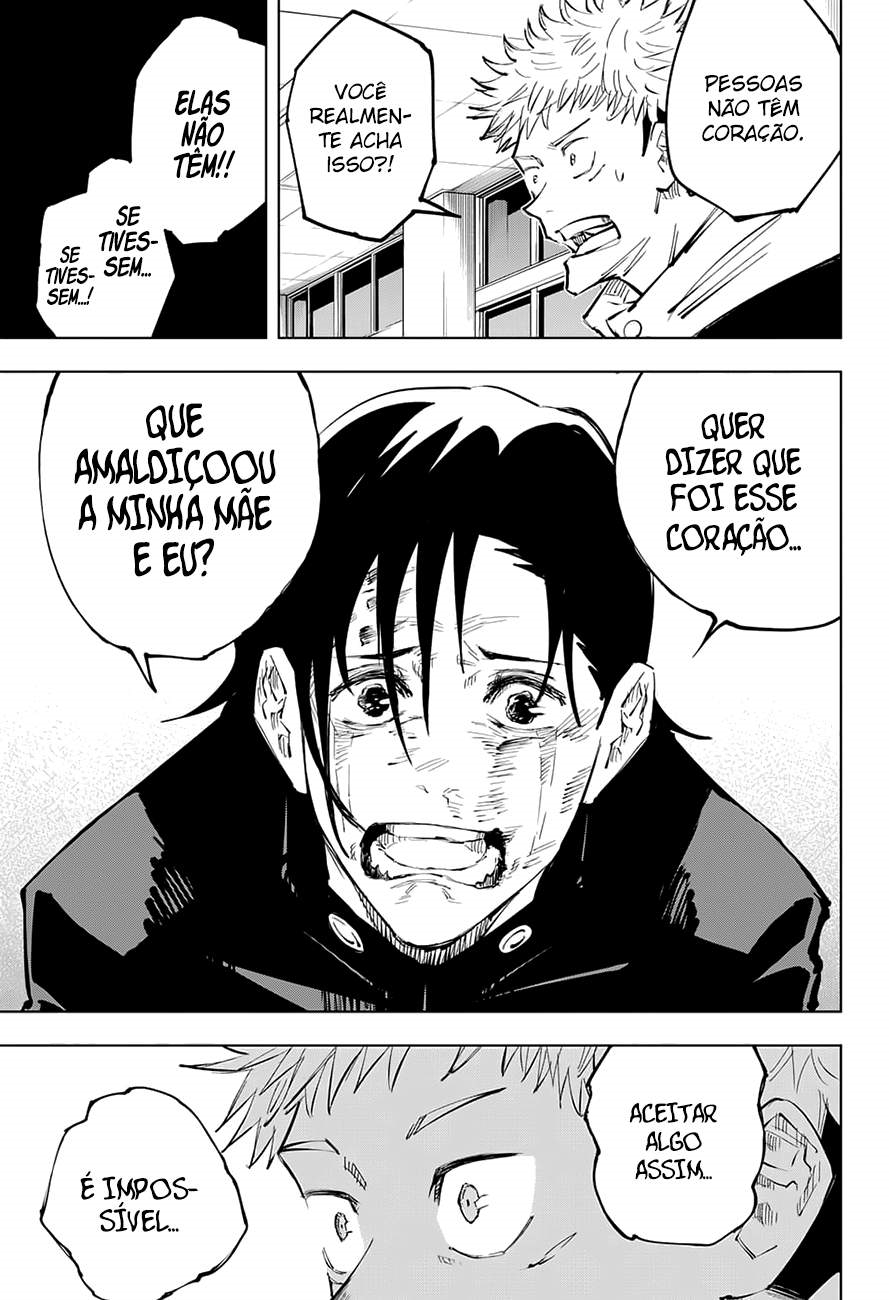 PESSOAS
NÃO TÊM
CORAÇÃO.
VOCÊ
REALMEN-
TE ACHA
ISSO?!
ELAS
NÃO
TÊM!!
SE
TIVES-
SEM...
SE
TIVES-
SEM...!
QUER
DIZER QUE
FOI ESSE
CORAÇÃO...
QUE
AMALDIÇOOU
A MINHA MÃE
E EU?
ACEITAR
ALGO
ASSIM...
É IMPOS-
SÍVEL...